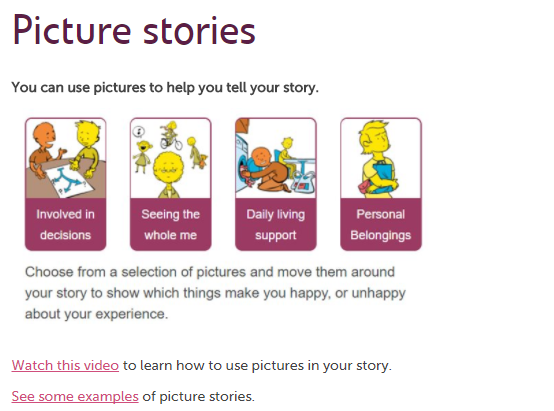 Picture stories
You can use pictures to help you tell your story.
Involved in
decisions
Seeing the
whole me
Daily living
support
Personal
Belongings
Choose from a selection of pictures and move them around
your story to show which things make you happy, or unhappy
about your experience.
Watch this video to learn how to use pictures in your story.
See some examples of picture stories.